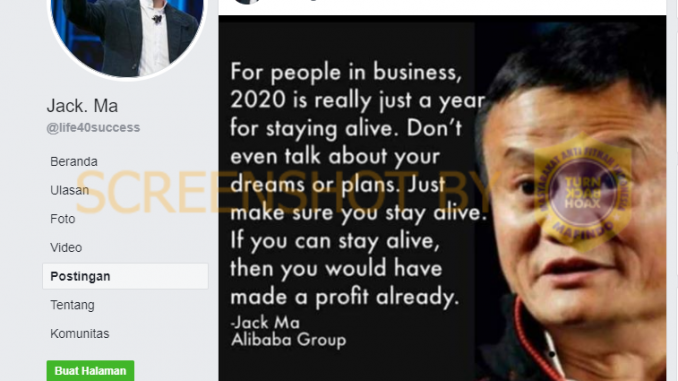 Jack. Ma
@life40success
Beranda
Ulasan
Foto
Video
Postingan
Tentang
Komunitas
Buat Halaman
For people in business,
2020 is really just a year
for staying alive. Don't
even talk about your
dreams or plans. Just
make sure you stay alive.
If you can stay alive,
then you would have
made a profit already.
-Jack Ma
Alibaba Group
SCREENSHOT BY
TURN
BACK
HOAX
MAFINDO